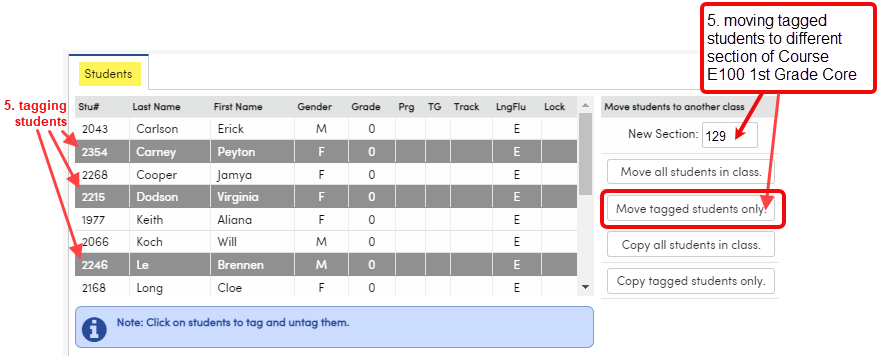 5. moving tagged
students to different
section of Course
E100 1st Grade Core
Students
5. tagging
students
Stu# Last Name First Name Gender Grade Prg TG Track LngFlu Lock
2043 Carlson Erick M 0 E
2354 Carney Peyton F 0 E
2268 Cooper Jamya F 0 E
2215 Dodson Virginia F 0 E
1977 Keith Aliana F 0 E
2066 Koch Will M 0 E
2246 Le Brennen M 0 E
2168 Long Cloe F 0 E
Move students to another class
New Section: 129
Move all students in class.
Move tagged students only.
Copy all students in class.
Copy tagged students only.
Note: Click on students to tag and untag them.